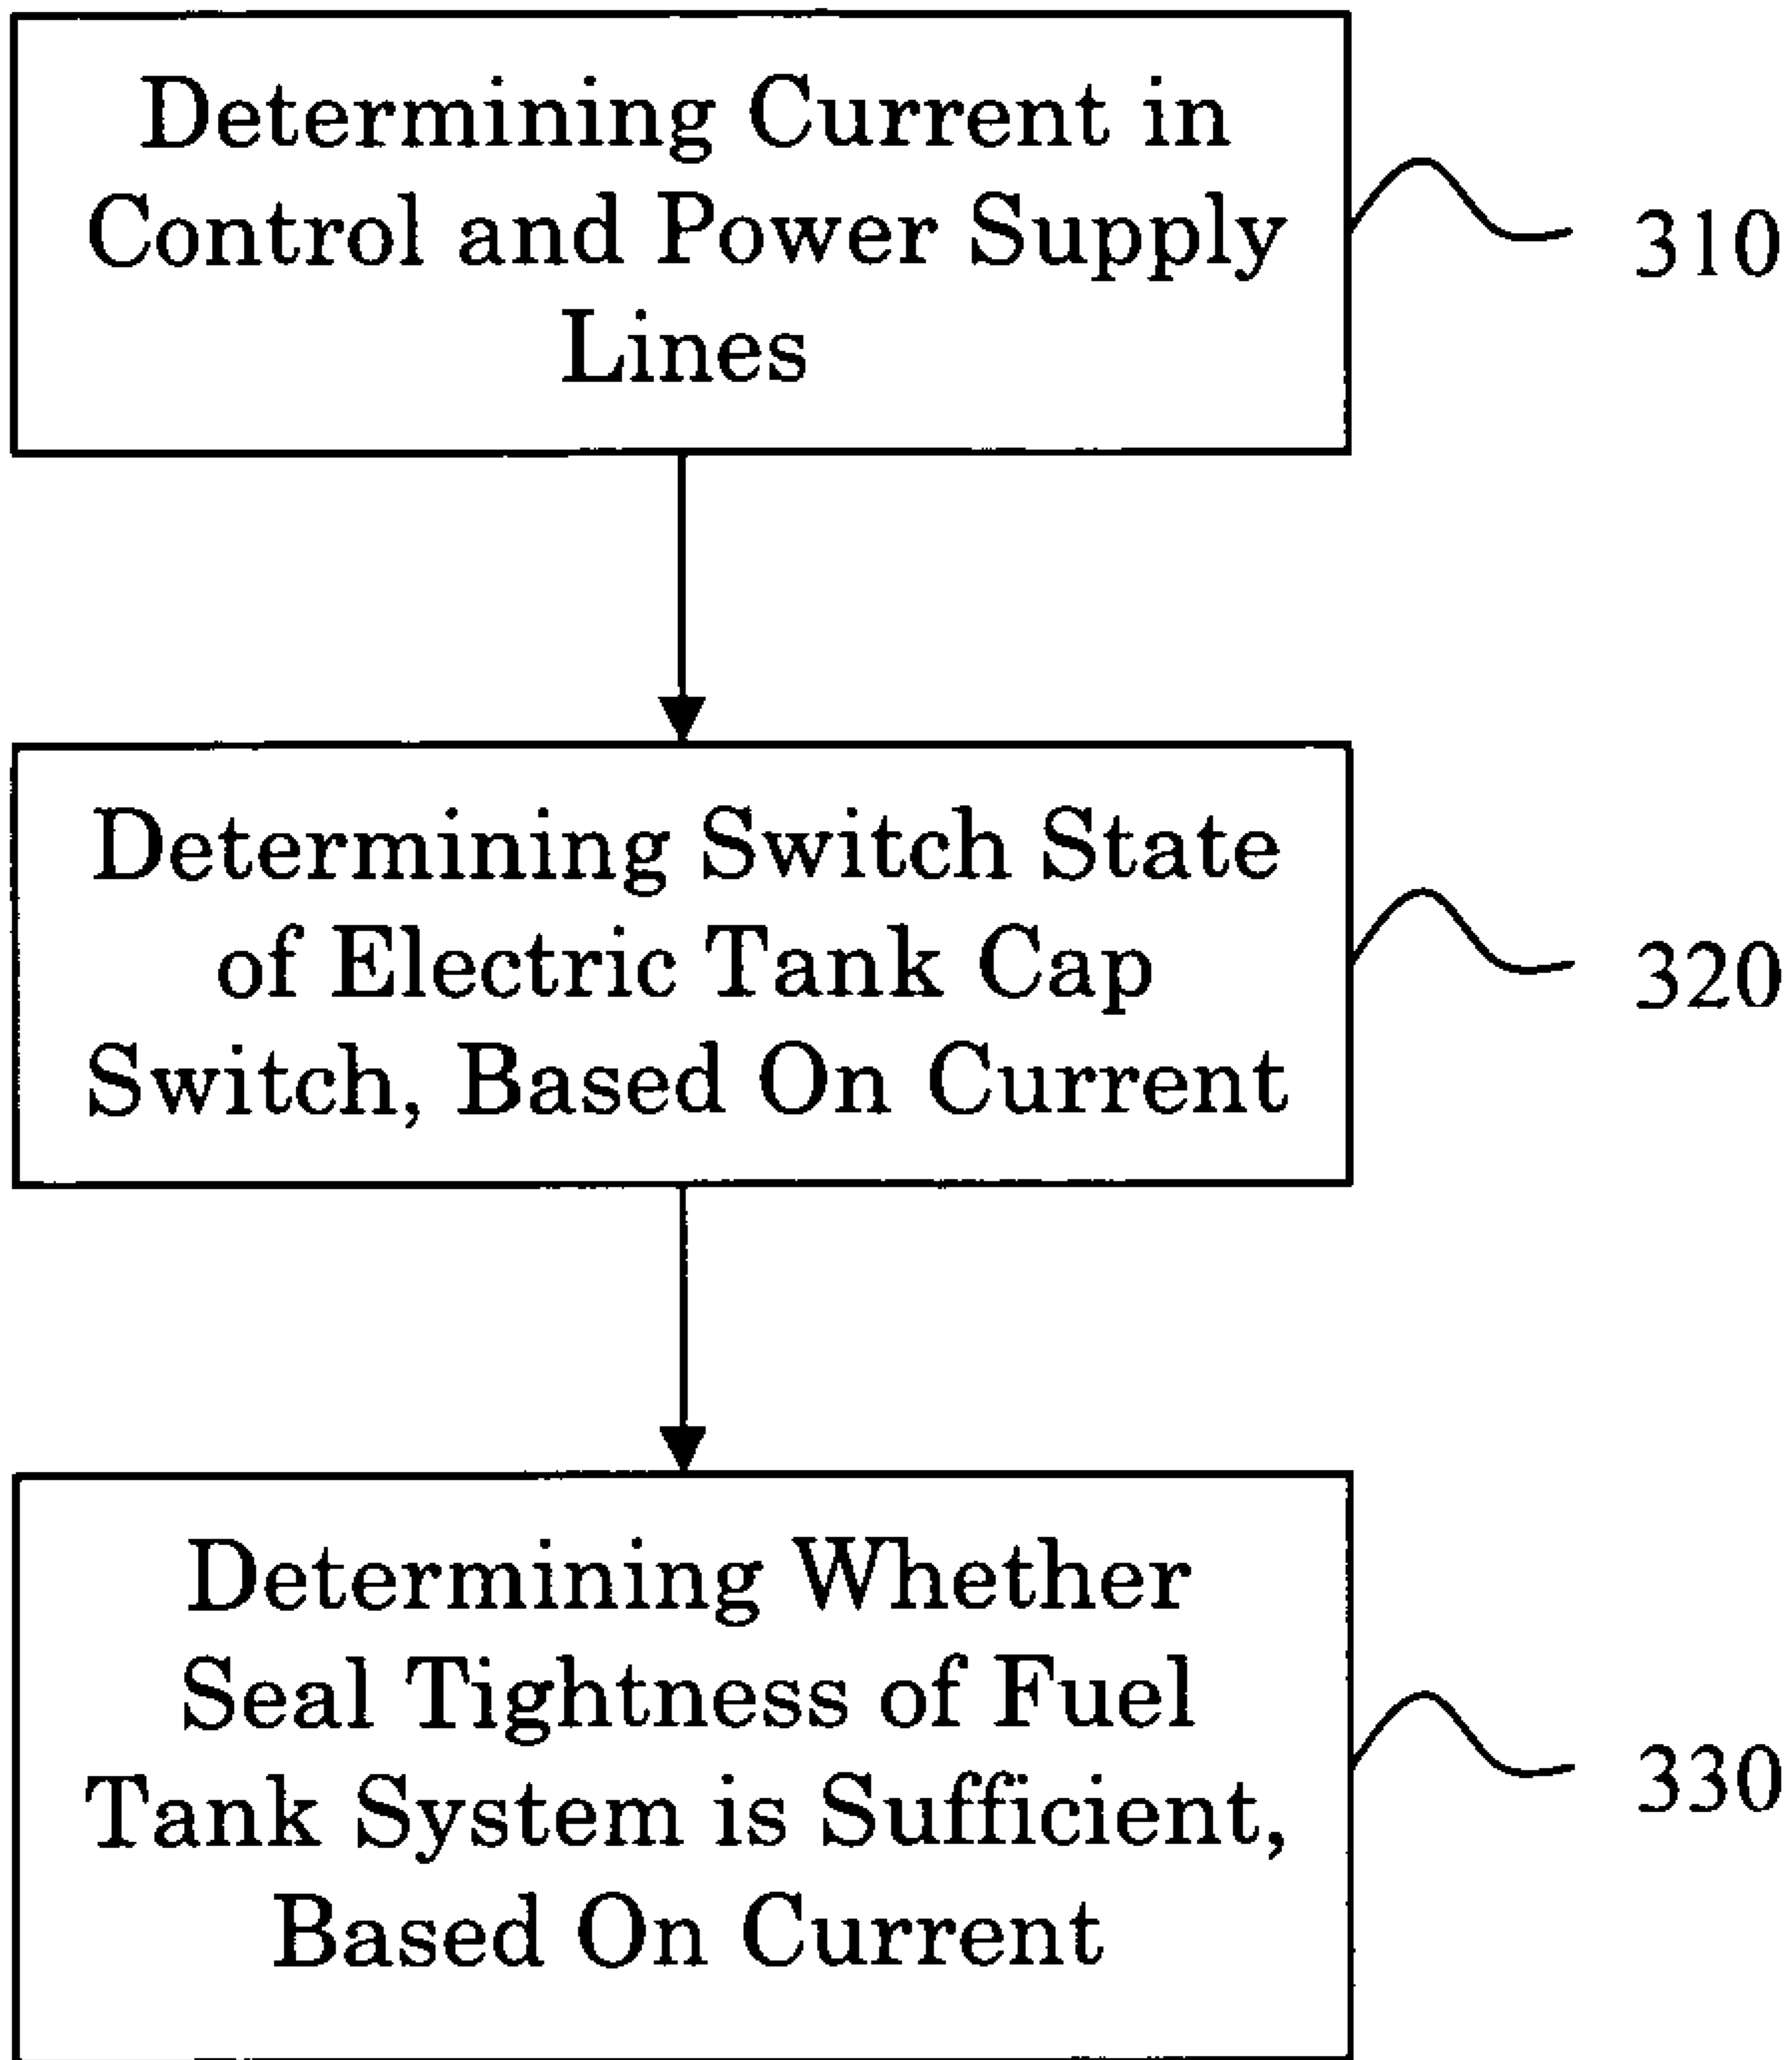 Determining Current in
Control and Power Supply
Lines
310
Determining Switch State
of Electric Tank Cap
Switch, Based On Current
320
Determining Whether
Seal Tightness of Fuel
Tank System is Sufficient,
Based On Current
330